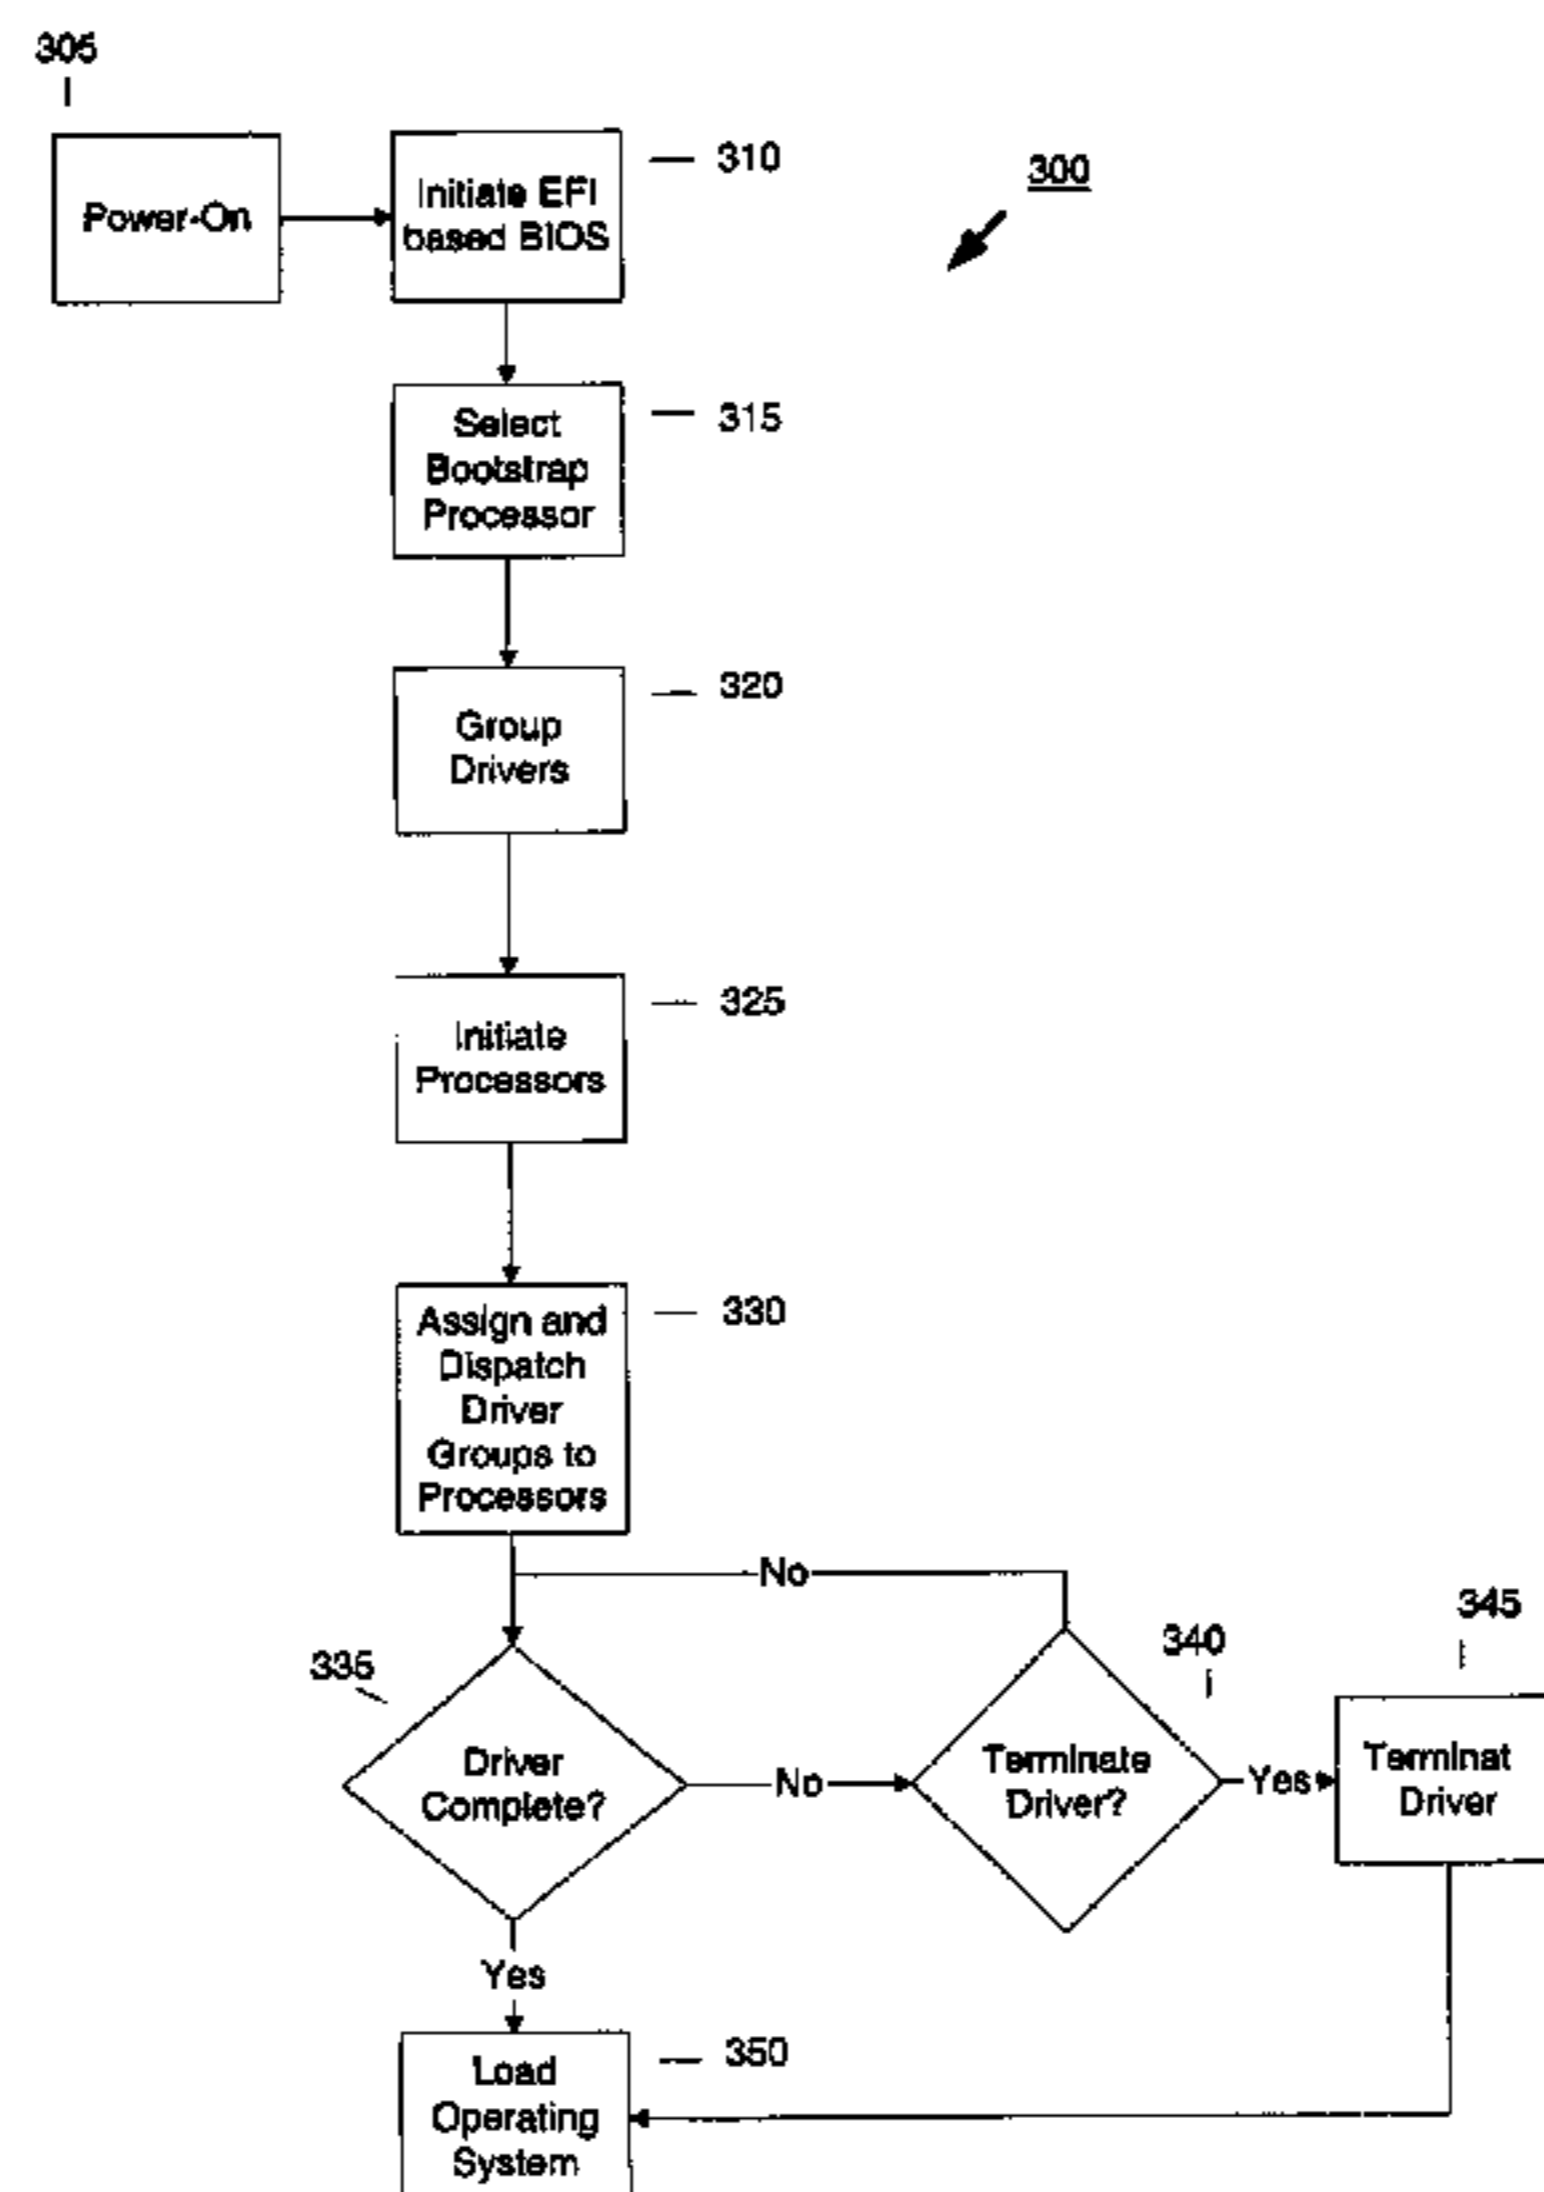 305
Power-On
Initiate EFI
based BIOS
310
300
Select
Bootstrap
Processor
315
Group
Drivers
320
Initiate
Processors
325
Assign and
Dispatch
Driver
Groups to
Processors
330
No
335
Driver
Complete?
No
340
Terminate
Driver?
Yes
345
Terminat
Driver
Yes
Load
Operating
System
350